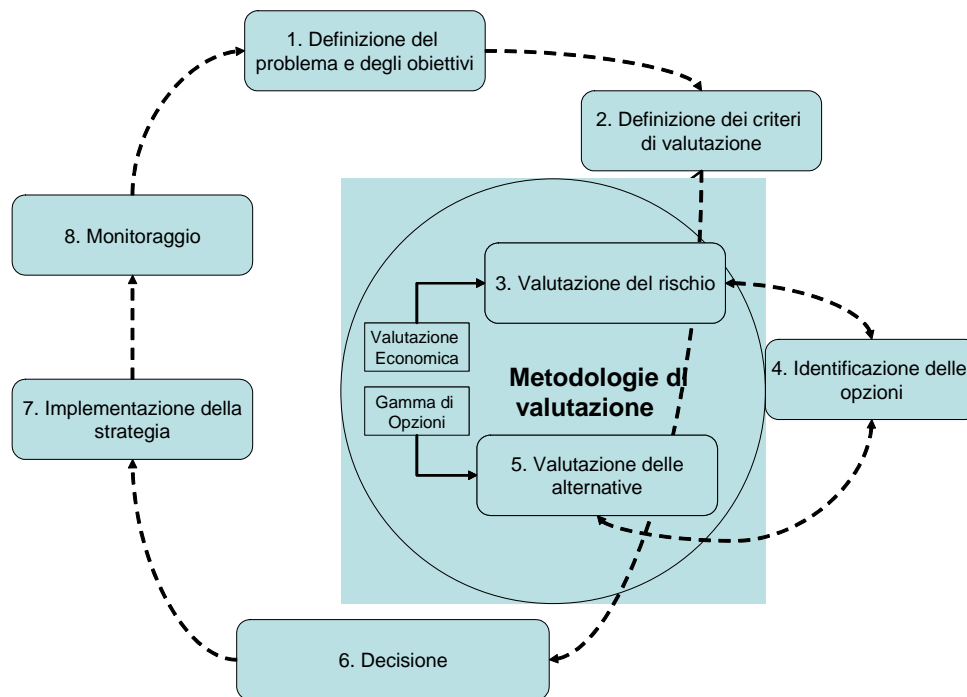 1. Definizione del
problema e degli obiettivi
2. Definizione dei criteri
di valutazione
8. Monitoraggio
3. Valutazione del rischio
Valutazione
Economica
Metodologie di
valutazione
4. Identificazione delle
opzioni
7. Implementazione della
strategia
Gamma di
Opzioni
5. Valutazione delle
alternative
6. Decisione